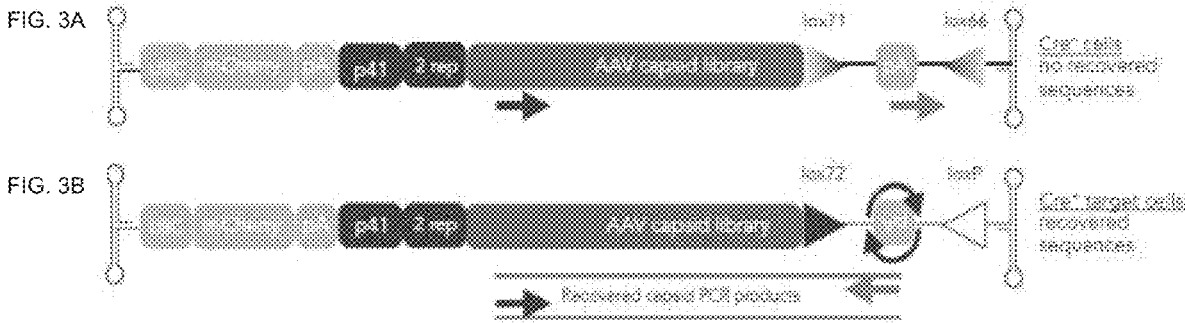 FIG. 3A
lox71 lox66
p41 2 rep AAV capsid library
Cre⁻ cells
no recovered
sequences
FIG. 3B
lox72 loxP
p41 2 rep AAV capsid library
Cre⁺ target cells
recovered
sequences
Recovered capsid PCR products